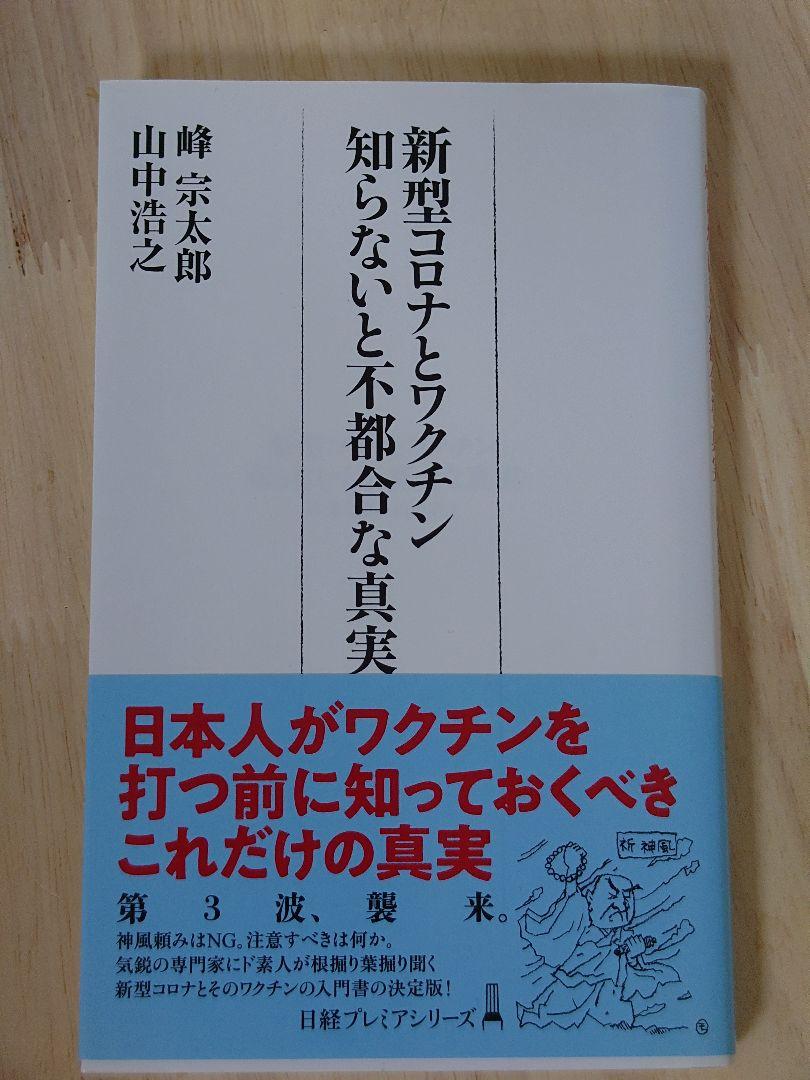 新型コロナとワクチン
知らないと不都合な真実
峰 宗太郎
山中浩之
日本人がワクチンを
打つ前に知っておくべき
これだけの真実
第3波、襲来。
神風頼みはNG。注意すべきは何か。
気鋭の専門家にド素人が根掘り葉掘り聞く
新型コロナとそのワクチンの入門書の決定版!
日経プレミアシリーズ
祈 神風